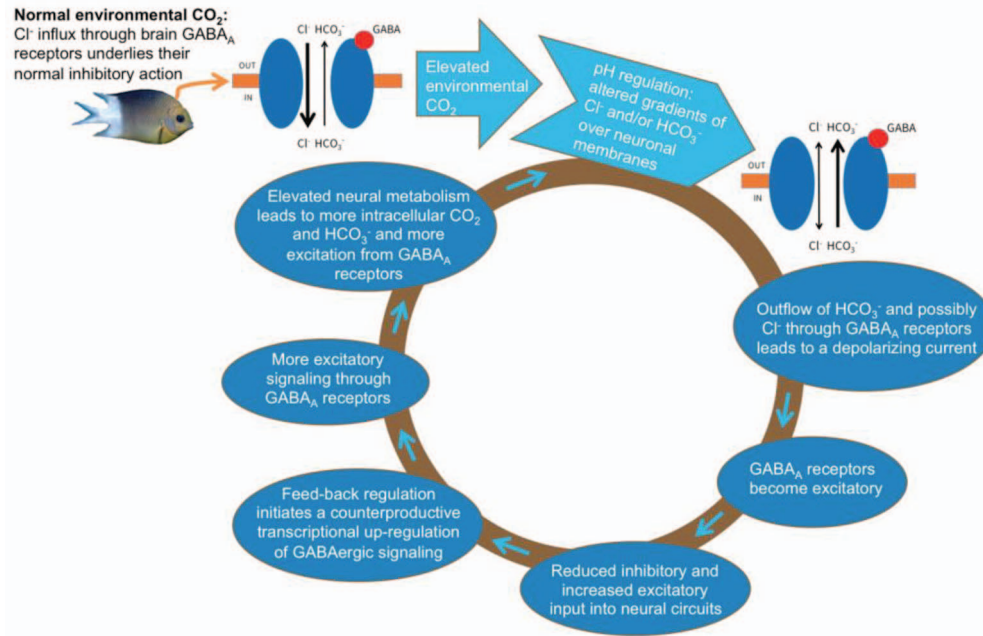 Normal environmental CO₂:
Cl⁻ influx through brain GABA_A
receptors underlies their
normal inhibitory action
Cl⁻ HCO₃⁻
GABA
OUT
IN
Cl⁻ HCO₃⁻
Elevated
environmental
CO₂
pH regulation:
altered gradients of
Cl⁻ and/or HCO₃⁻
over neuronal
membranes
Cl⁻ HCO₃⁻
GABA
OUT
IN
Cl⁻ HCO₃⁻
Outflow of HCO₃⁻ and possibly
Cl⁻ through GABA_A receptors
leads to a depolarizing current
GABA_A receptors
become excitatory
Reduced inhibitory and
increased excitatory
input into neural circuits
Feed-back regulation
initiates a counterproductive
transcriptional up-regulation
of GABAergic signaling
More excitatory
signaling through
GABA_A receptors
Elevated neural metabolism
leads to more intracellular CO₂
and HCO₃⁻ and more
excitation from GABA_A
receptors